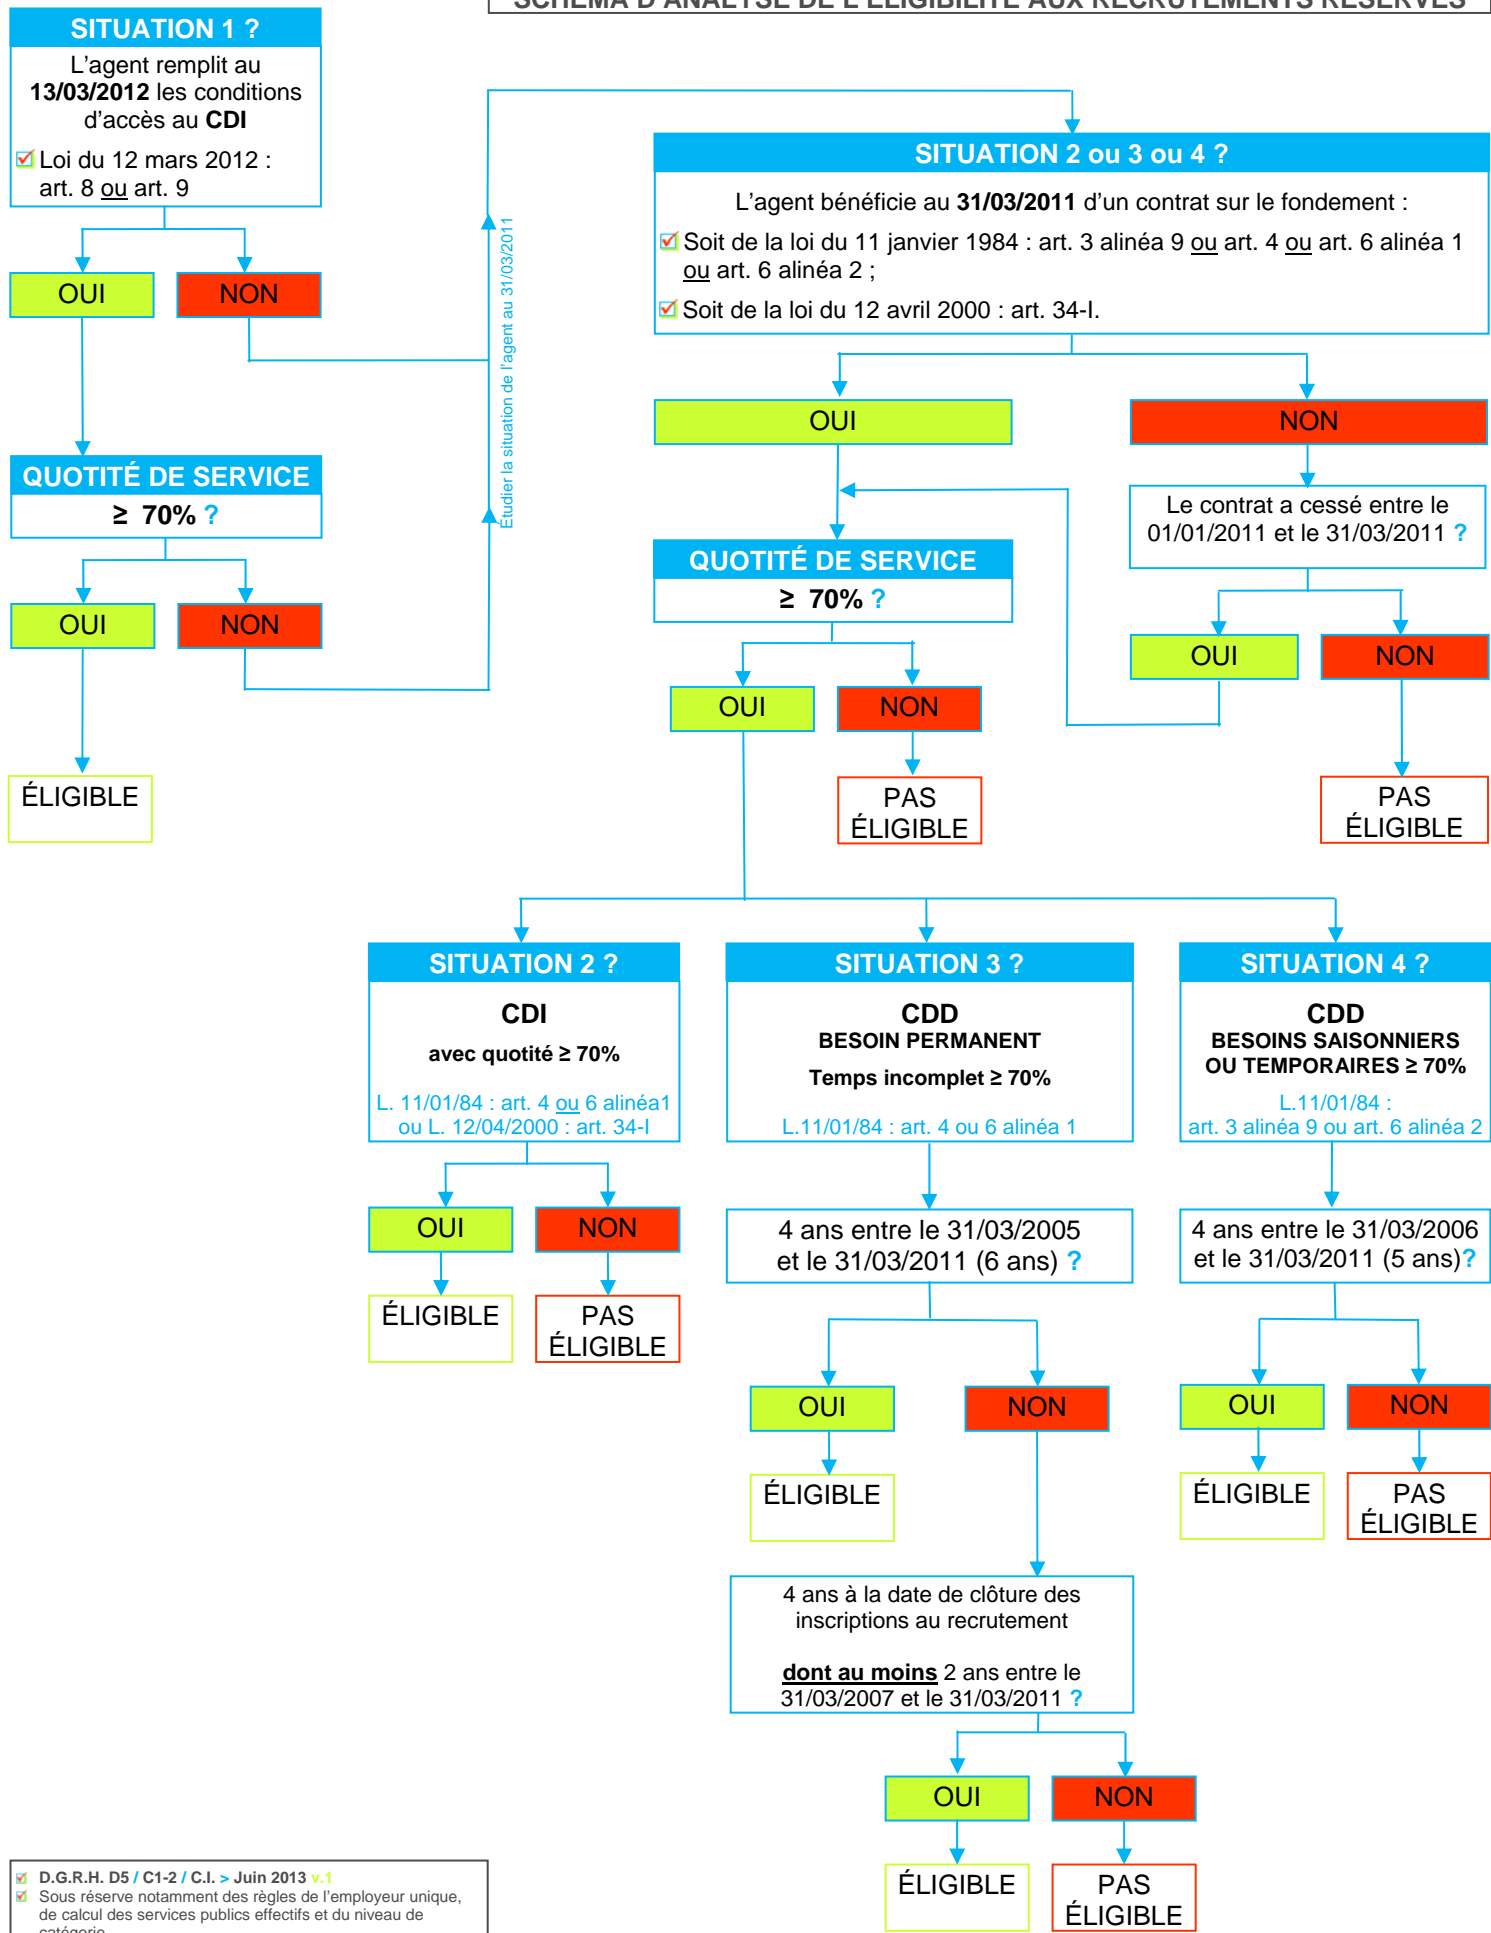 SCHÉMA D'ANALYSE DE L'ÉLIGIBILITÉ AUX RECRUTEMENTS RÉSERVÉS
SITUATION 1 ?
L'agent remplit au
13/03/2012 les conditions
d'accès au CDI
Loi du 12 mars 2012 :
art. 8 ou art. 9
OUI
NON
QUOTITÉ DE SERVICE
≥ 70% ?
OUI
NON
ÉLIGIBLE
Étudier la situation de l'agent au 31/03/2011
SITUATION 2 ou 3 ou 4 ?
L'agent bénéficie au 31/03/2011 d'un contrat sur le fondement :
Soit de la loi du 11 janvier 1984 : art. 3 alinéa 9 ou art. 4 ou art. 6 alinéa 1
ou art. 6 alinéa 2 ;
Soit de la loi du 12 avril 2000 : art. 34-I.
OUI
NON
Le contrat a cessé entre le
01/01/2011 et le 31/03/2011 ?
OUI
NON
PAS
ÉLIGIBLE
QUOTITÉ DE SERVICE
≥ 70% ?
OUI
NON
PAS
ÉLIGIBLE
SITUATION 2 ?
CDI
avec quotité ≥ 70%
L. 11/01/84 : art. 4 ou 6 alinéa1
ou L. 12/04/2000 : art. 34-I
OUI
NON
ÉLIGIBLE
PAS
ÉLIGIBLE
SITUATION 3 ?
CDD
BESOIN PERMANENT
Temps incomplet ≥ 70%
L.11/01/84 : art. 4 ou 6 alinéa 1
4 ans entre le 31/03/2005
et le 31/03/2011 (6 ans) ?
OUI
NON
ÉLIGIBLE
4 ans à la date de clôture des
inscriptions au recrutement
dont au moins 2 ans entre le
31/03/2007 et le 31/03/2011 ?
OUI
NON
ÉLIGIBLE
PAS
ÉLIGIBLE
SITUATION 4 ?
CDD
BESOINS SAISONNIERS
OU TEMPORAIRES ≥ 70%
L.11/01/84 :
art. 3 alinéa 9 ou art. 6 alinéa 2
4 ans entre le 31/03/2006
et le 31/03/2011 (5 ans)?
OUI
NON
ÉLIGIBLE
PAS
ÉLIGIBLE
D.G.R.H. D5 / C1-2 / C.I. > Juin 2013 v.1
Sous réserve notamment des règles de l'employeur unique,
de calcul des services publics effectifs et du niveau de
catégorie